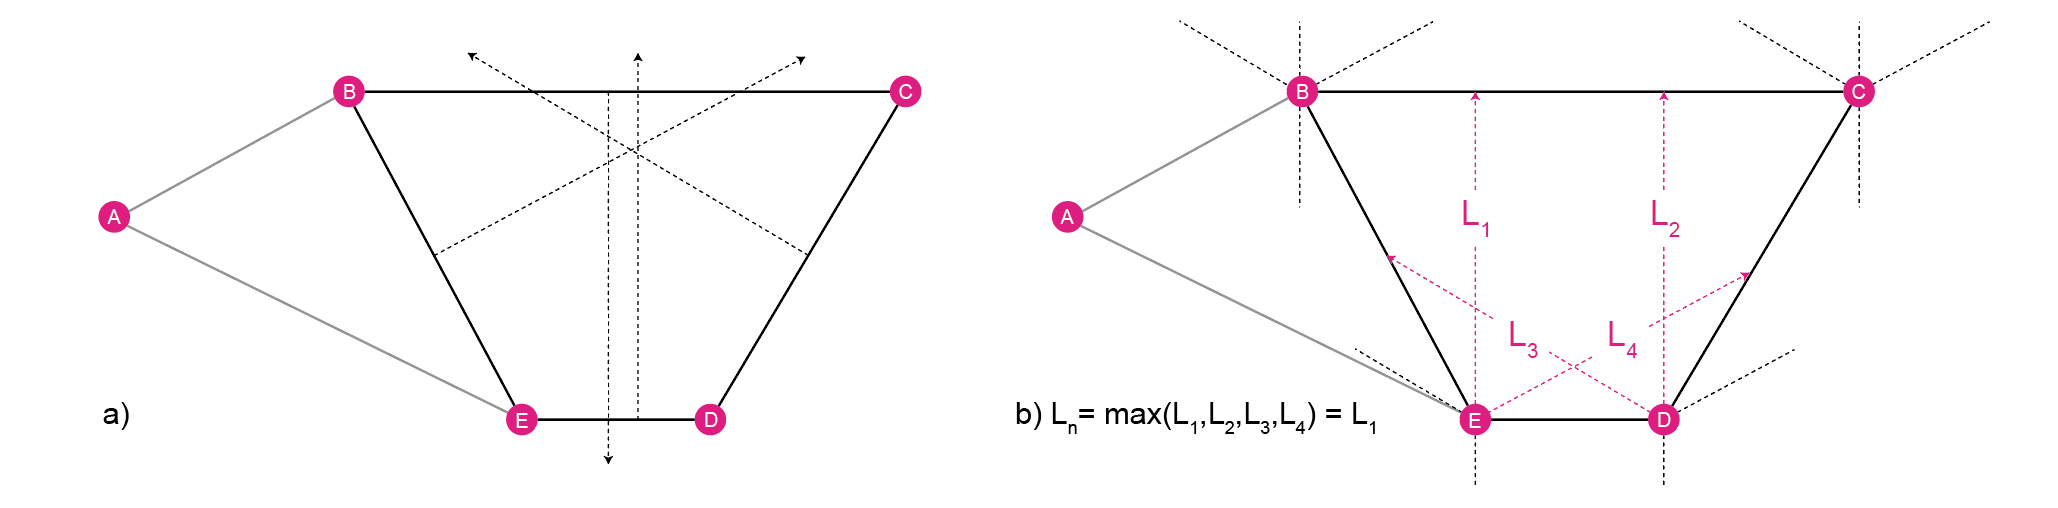 B
C
A
E
D
a)
B
C
A
L1
L2
L3
L4
E
D
b) Ln= max(L1,L2,L3,L4) = L1